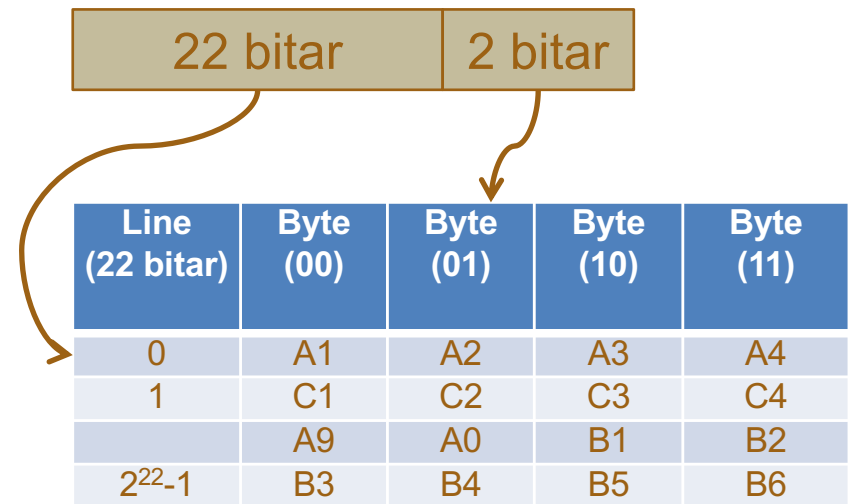 22 bitar 2 bitar
Line Byte Byte Byte Byte
(22 bitar) (00) (01) (10) (11)
0 A1 A2 A3 A4
1 C1 C2 C3 C4
A9 A0 B1 B2
2²²-1 B3 B4 B5 B6